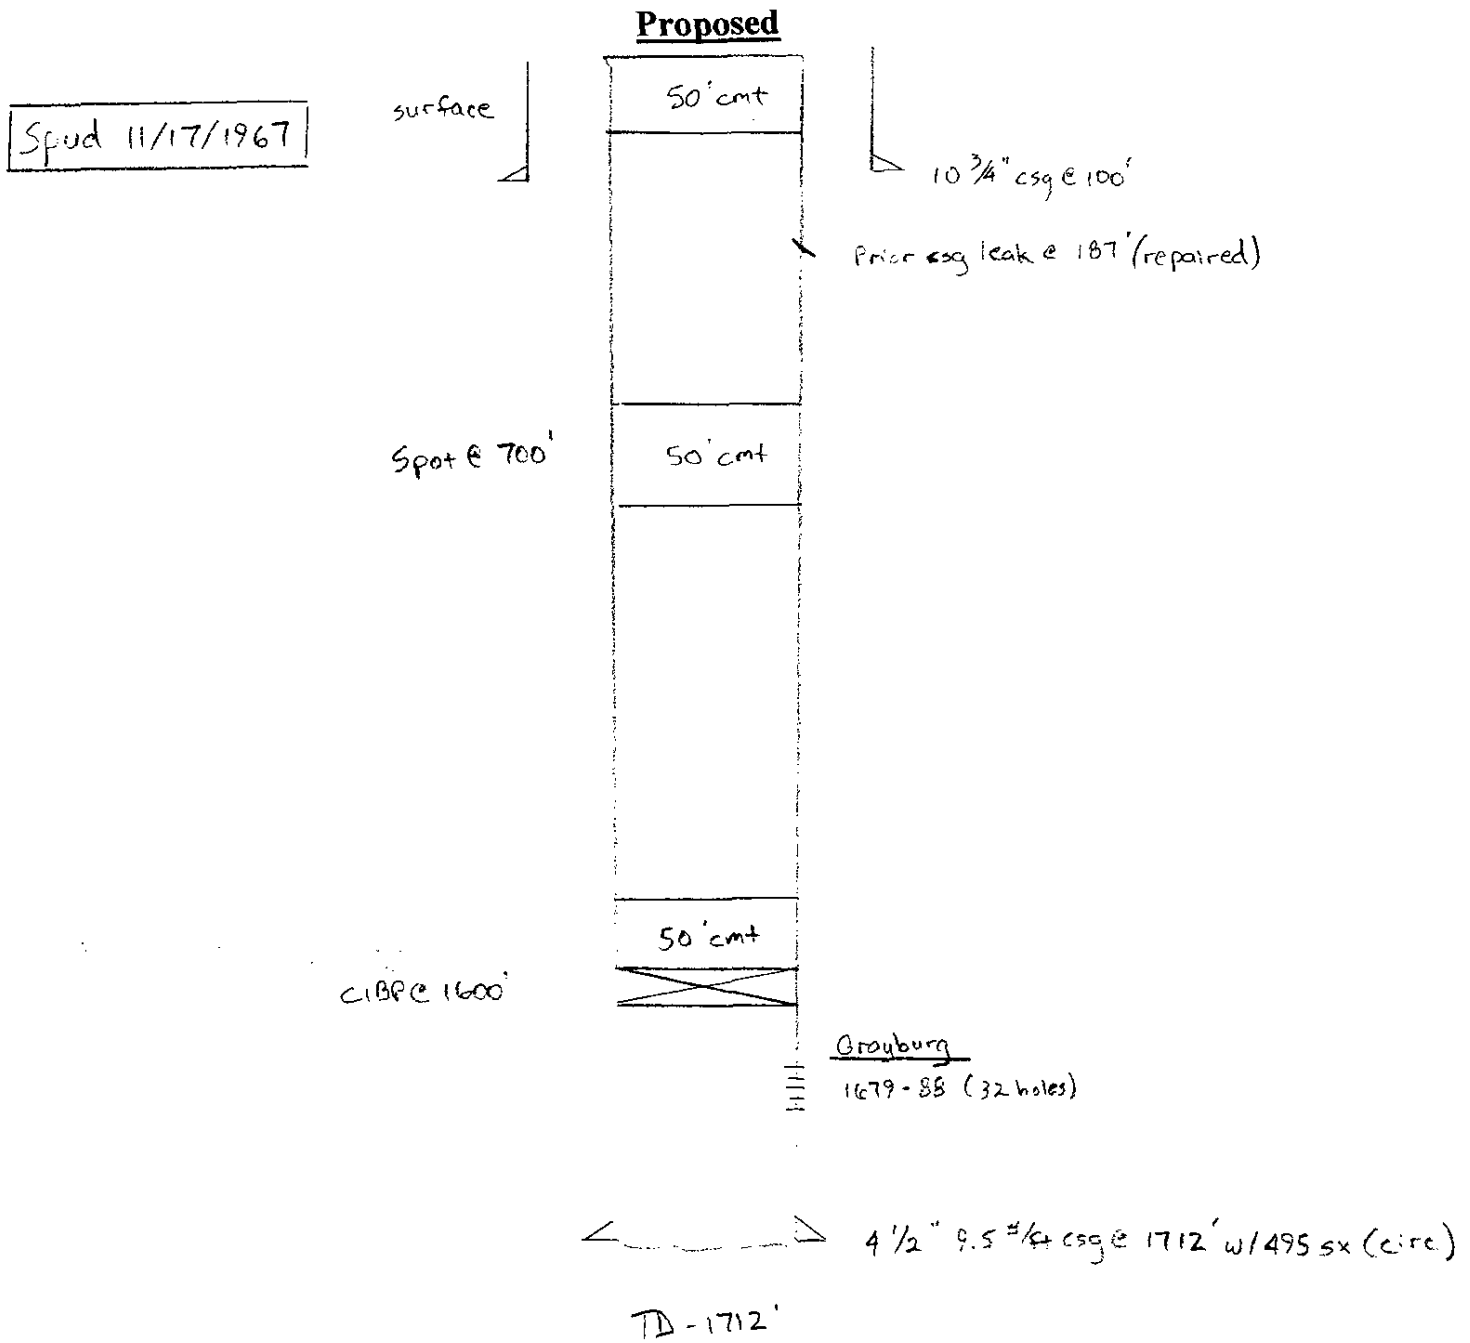 Proposed
50' cmt
surface
Spud 11/17/1967
10 3/4" csg @ 100'
Prior csg leak @ 187' (repaired)
Spot @ 700'
50' cmt
50' cmt
CIBP @ 1600'
Grayburg
1679-88 (32 holes)
4 1/2" 9.5 #/ft csg @ 1712' w/ 495 sx (circ)
TD - 1712'